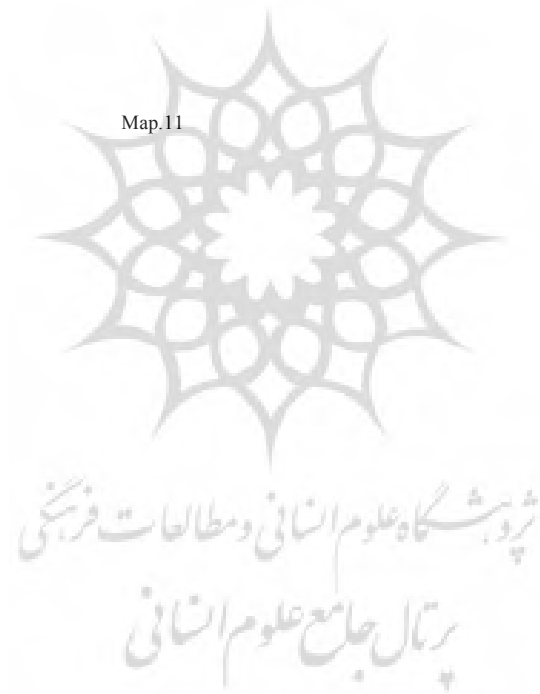 Map.11
پژوهشگاه علوم انسانی و مطالعات فرهنگی
پرتال جامع علوم انسانی